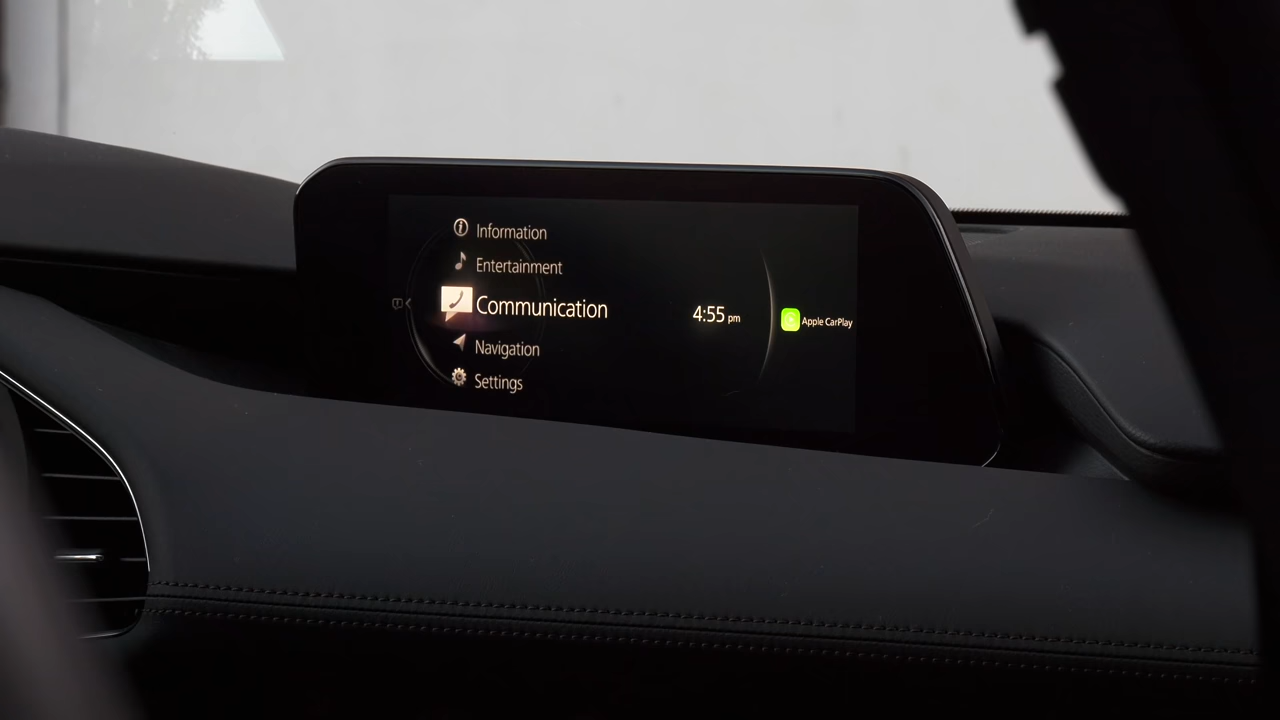 Information
Entertainment
Communication
Navigation
Settings
4:55 pm
Apple CarPlay